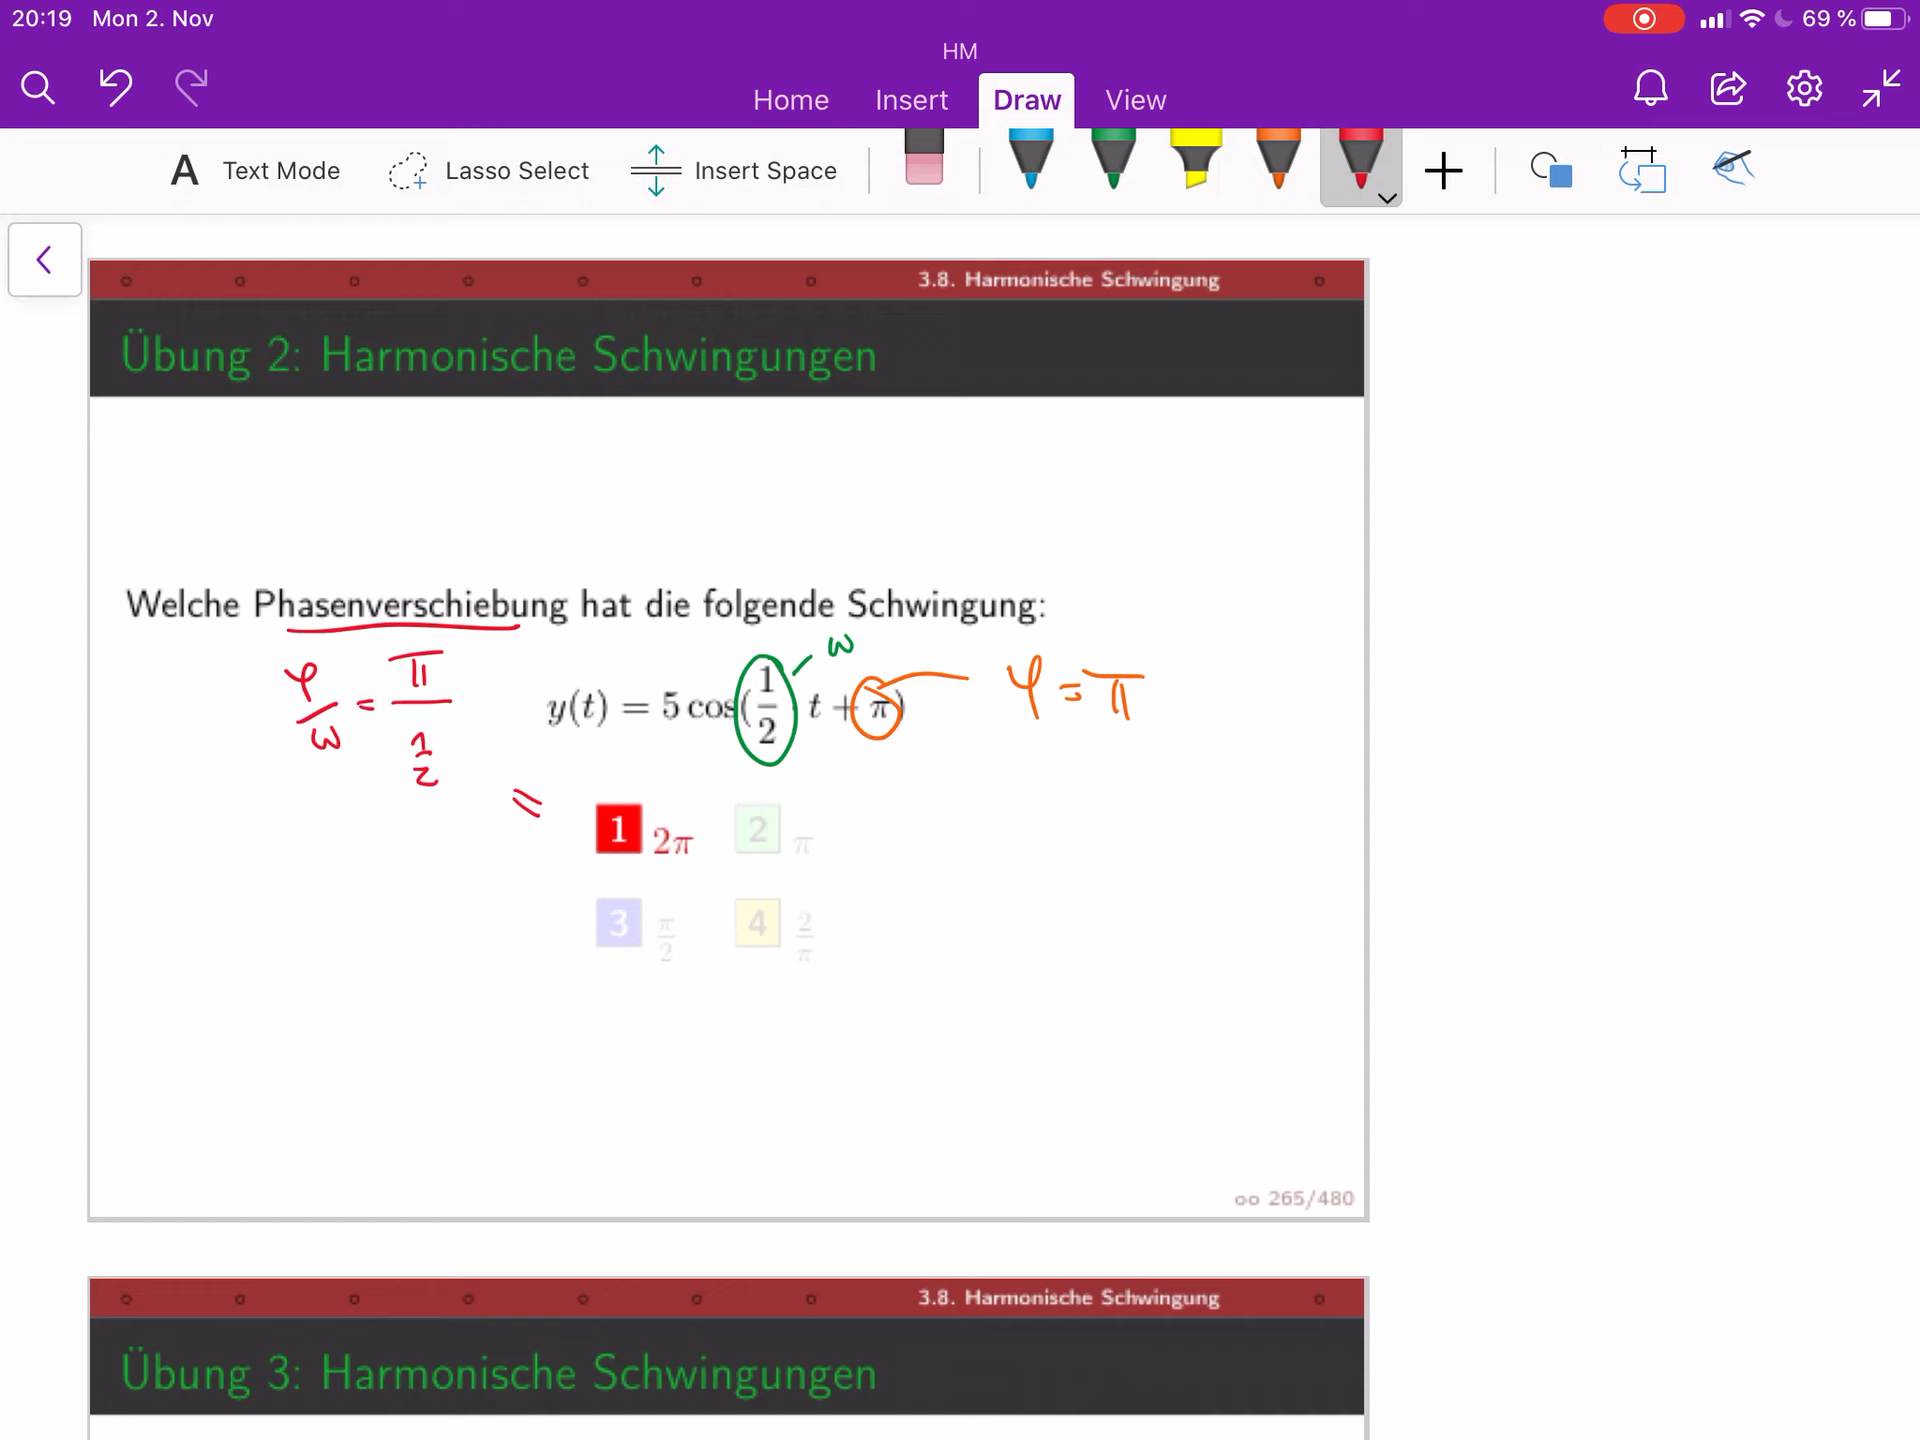 20:19 Mon 2. Nov
69 %
HM
Home Insert Draw View
A Text Mode Lasso Select Insert Space
3.8. Harmonische Schwingung
Übung 2: Harmonische Schwingungen
Welche Phasenverschiebung hat die folgende Schwingung:
φ/ω = π/(1/2)
y(t) = 5 cos(1/2 t + π)
ω
φ = π
=
1 2π 2 π
3 π/2 4 2/π
265/480
3.8. Harmonische Schwingung
Übung 3: Harmonische Schwingungen